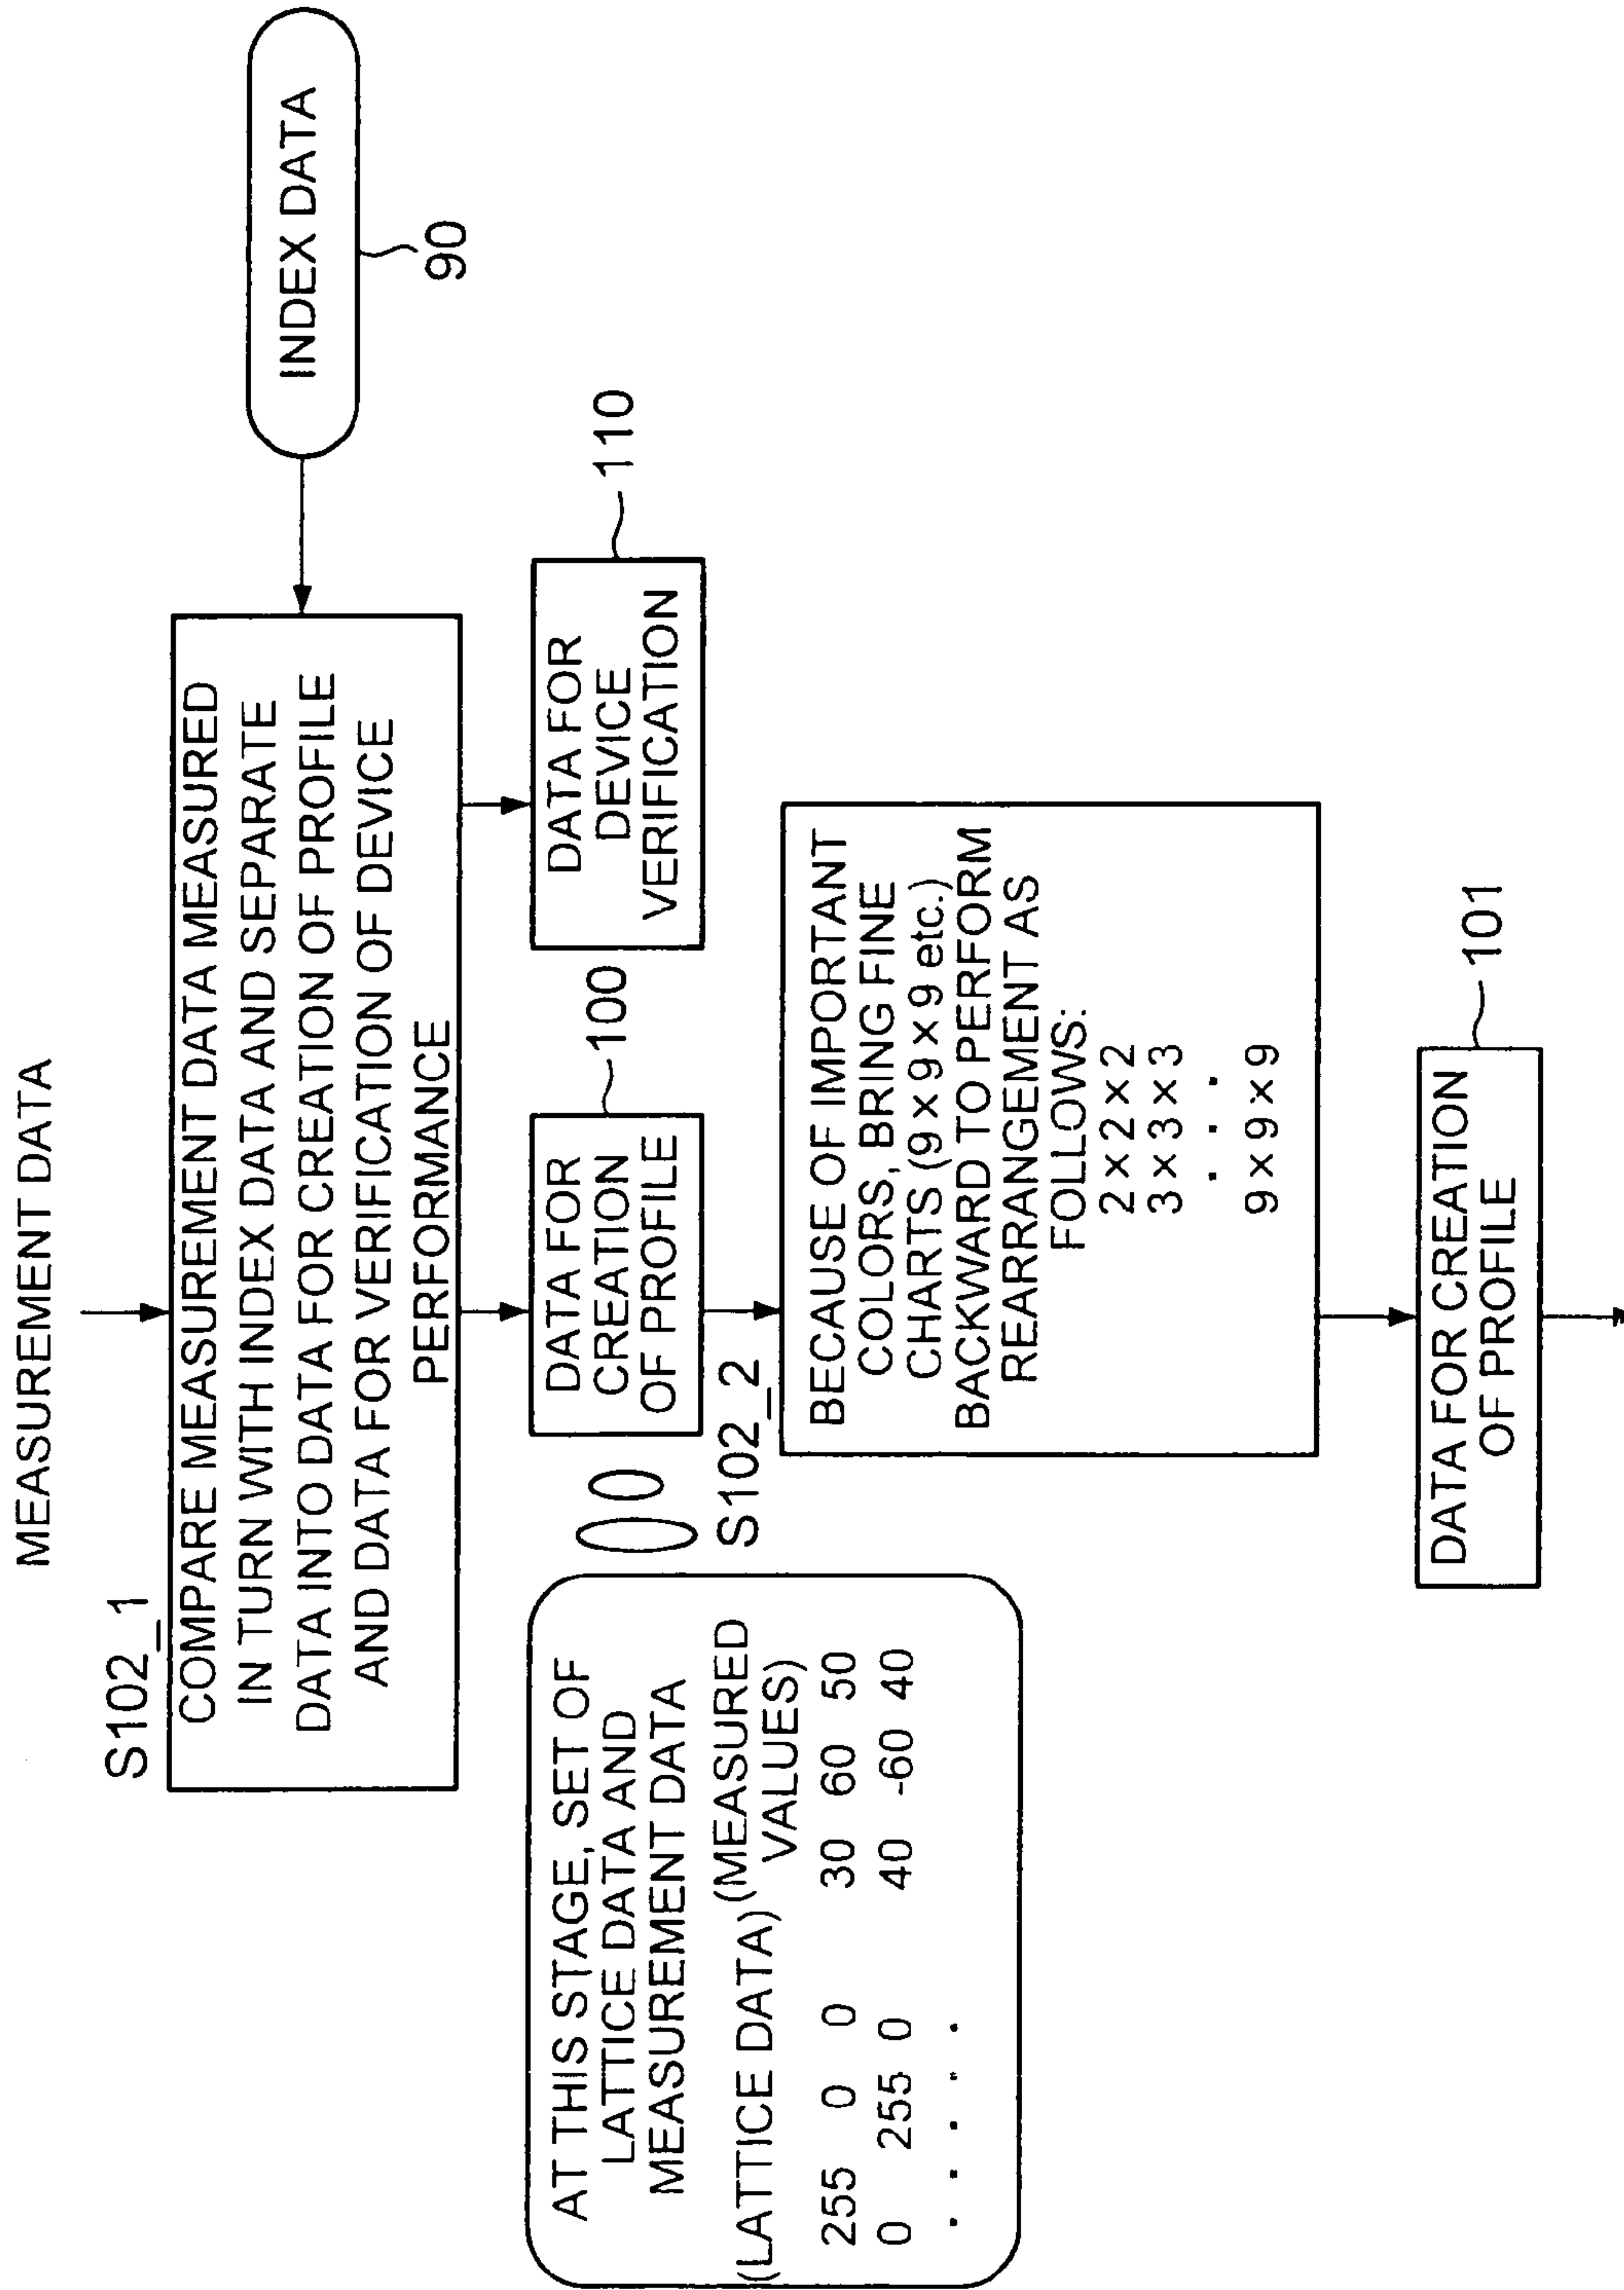 MEASUREMENT DATA
S102_1
COMPARE MEASUREMENT DATA MEASURED
IN TURN WITH INDEX DATA AND SEPARATE
DATA INTO DATA FOR CREATION OF PROFILE
AND DATA FOR VERIFICATION OF DEVICE
PERFORMANCE
INDEX DATA
90
DATA FOR
CREATION
OF PROFILE
100
DATA FOR
DEVICE
VERIFICATION
110
AT THIS STAGE, SET OF
LATTICE DATA AND
MEASUREMENT DATA
(LATTICE DATA) (MEASURED
VALUES)
255 0 0 30 60 50
0 255 0 40 -60 40
. . . . .
S102_2
BECAUSE OF IMPORTANT
COLORS, BRING FINE
CHARTS (9×9×9 etc.)
BACKWARD TO PERFORM
REARRANGEMENT AS
FOLLOWS:
2×2×2
3×3×3
. . .
9×9×9
DATA FOR CREATION
OF PROFILE
101